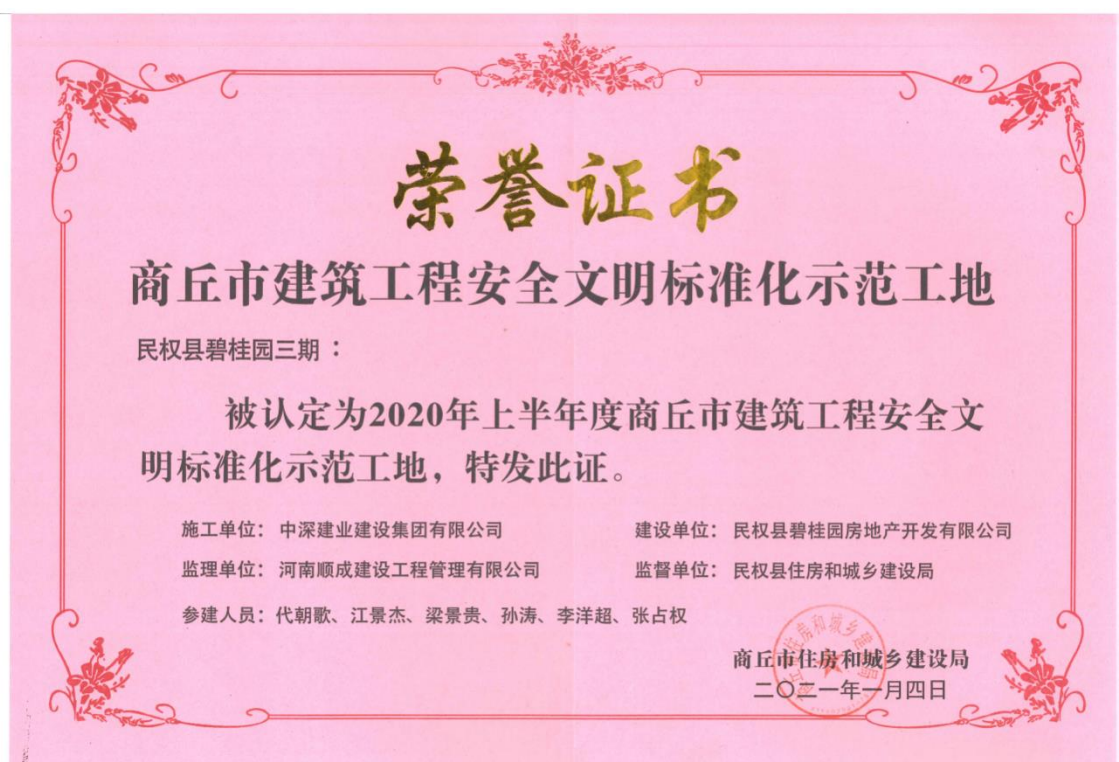 荣誉证书
商丘市建筑工程安全文明标准化示范工地
民权县碧桂园三期：
被认定为2020年上半年度商丘市建筑工程安全文
明标准化示范工地，特发此证。
施工单位：中深建业建设集团有限公司
建设单位：民权县碧桂园房地产开发有限公司
监理单位：河南顺成建设工程管理有限公司
监督单位：民权县住房和城乡建设局
参建人员：代朝歌、江景杰、梁景贵、孙涛、李洋超、张占权
商丘市住房和城乡建设局
二〇二一年一月四日